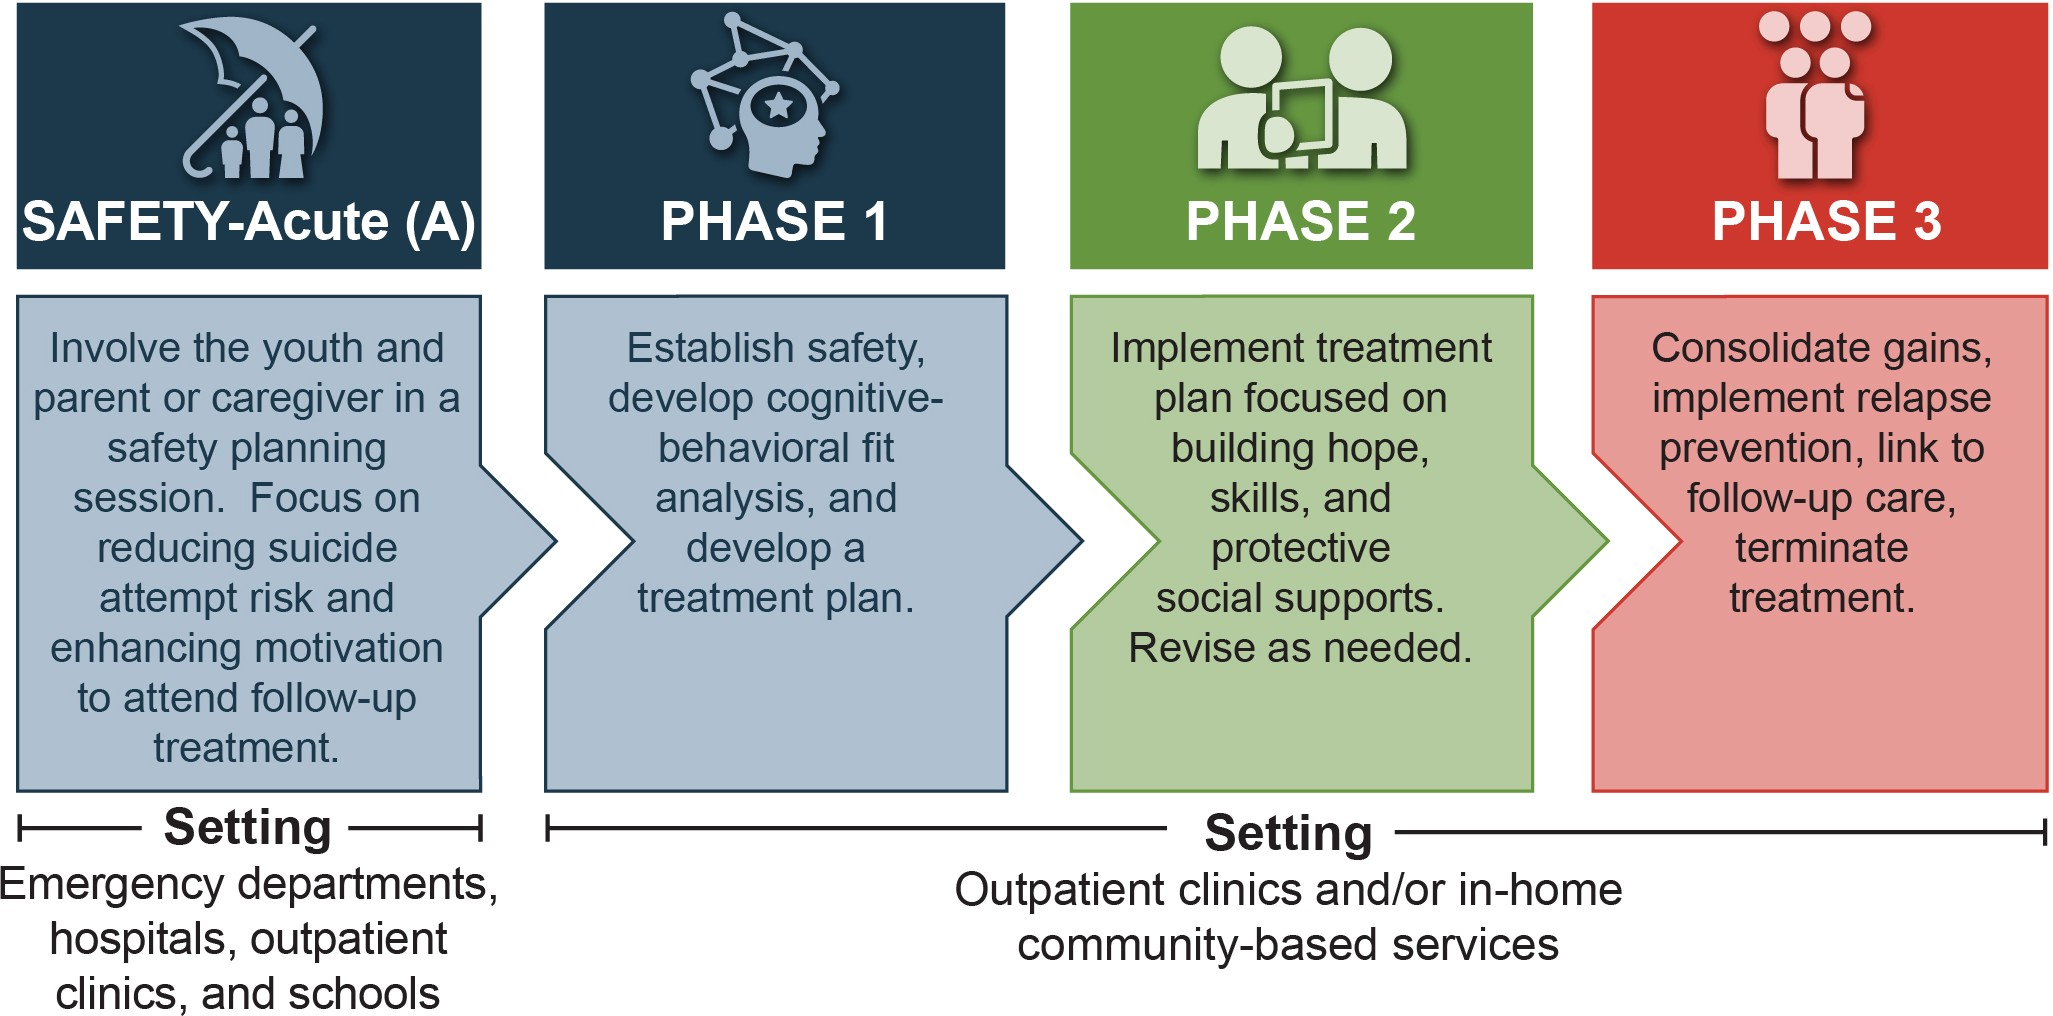 SAFETY-Acute (A)
Involve the youth and
parent or caregiver in a
safety planning
session.  Focus on
reducing suicide
attempt risk and
enhancing motivation
to attend follow-up
treatment.
PHASE 1
Establish safety,
develop cognitive-
behavioral fit
analysis, and
develop a
treatment plan.
PHASE 2
Implement treatment
plan focused on
building hope,
skills, and
protective
social supports.
Revise as needed.
PHASE 3
Consolidate gains,
implement relapse
prevention, link to
follow-up care,
terminate
treatment.
Setting
Emergency departments,
hospitals, outpatient
clinics, and schools
Setting
Outpatient clinics and/or in-home
community-based services